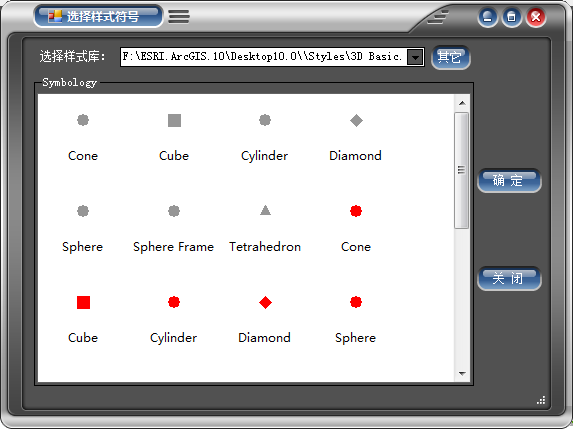 选择样式符号
选择样式库： F:\ESRI.ArcGIS.10\Desktop10.0\\Styles\3D Basic. 其它
Symbology
Cone Cube Cylinder Diamond
Sphere Sphere Frame Tetrahedron Cone
Cube Cylinder Diamond Sphere
确 定
关 闭